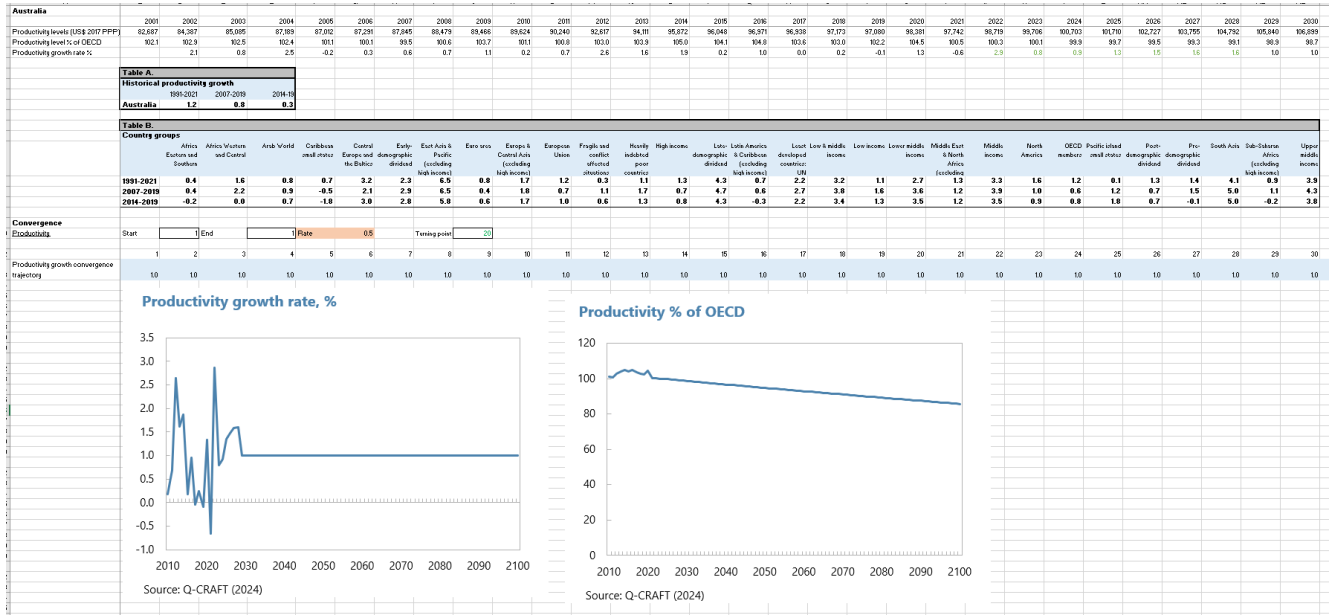 Australia
2001 2002 2003 2004 2005 2006 2007 2008 2009 2010 2011 2012 2013 2014 2015 2016 2017 2018 2019 2020 2021 2022 2023 2024 2025 2026 2027 2028 2029 2030
Productivity levels (US$ 2017 PPP) 82,687 84,387 85,085 87,189 87,012 87,291 87,845 88,479 89,466 89,624 90,240 92,617 94,111 95,872 96,048 96,971 96,938 97,173 97,080 98,381 97,742 98,719 99,706 100,703 101,710 102,727 103,755 104,792 105,840 106,899
Productivity level % of OECD 102.1 102.9 102.5 102.4 101.1 100.1 99.5 100.6 103.7 101.1 100.8 103.0 103.9 105.0 104.1 104.8 103.6 103.0 102.2 104.5 100.5 100.3 100.1 99.9 99.7 99.5 99.3 99.1 98.9 98.7
Productivity growth rate % 2.1 0.8 2.5 -0.2 0.3 0.6 0.7 1.1 0.2 0.7 2.6 1.6 1.9 0.2 1.0 0.0 0.2 -0.1 1.3 -0.6 2.9 0.8 0.9 1.3 1.5 1.6 1.6 1.0 1.0
Table A.
Historical productivity growth
1991-2021 2007-2019 2014-19
Australia 1.2 0.8 0.3
Table B.
Country groups
Africa Africa Western Arab World Caribbean Central Early- East Asia & Euro area Europe & European Fragile and Heavily High income Late- Latin America Least Low & middle Low income Lower middle Middle East Middle North OECD Pacific island Post- Pre- South Asia Sub-Saharan Upper
Eastern and and Central small states Europe and demographic Pacific Central Asia Union conflict indebted demographic & Caribbean developed income income & North income America members small states demographic demographic Africa middle
Southern the Baltics dividend (excluding (excluding affected poor dividend (excluding countries: Africa dividend dividend (excluding income
high income) high income) situations countries high income) UN (excluding high income)
1991-2021 0.4 1.6 0.4 0.7 3.2 2.3 6.5 0.8 1.7 1.2 0.3 1.1 1.3 4.3 0.7 2.2 3.2 1.1 2.7 1.3 3.3 1.6 1.2 0.1 1.3 1.4 4.1 0.9 3.9
2007-2019 0.4 2.2 0.9 -0.5 2.1 2.9 6.5 0.4 1.8 0.7 1.1 1.7 0.7 4.7 0.6 2.7 3.8 1.6 3.6 1.2 3.9 1.0 0.6 1.2 0.7 1.5 5.0 1.1 4.3
2014-2019 -0.2 0.0 0.7 -1.8 3.0 2.8 5.8 0.6 1.7 1.0 0.6 1.3 0.8 4.3 -0.3 2.2 3.4 1.3 3.5 1.2 3.5 0.9 0.8 1.8 0.7 -0.1 5.0 -0.2 3.8
Convergence
Productivity Start 1 End 1 Rate 0.5 Turning point 20
1 2 3 4 5 6 7 8 9 10 11 12 13 14 15 16 17 18 19 20 21 22 23 24 25 26 27 28 29 30
Productivity growth convergence
trajectory 1.0 1.0 1.0 1.0 1.0 1.0 1.0 1.0 1.0 1.0 1.0 1.0 1.0 1.0 1.0 1.0 1.0 1.0 1.0 1.0 1.0 1.0 1.0 1.0 1.0 1.0 1.0 1.0 1.0 1.0
Productivity growth rate, %
3.5
3.0
2.5
2.0
1.5
1.0
0.5
0.0
-0.5
-1.0
2010 2020 2030 2040 2050 2060 2070 2080 2090 2100
Source: Q-CRAFT (2024)
Productivity % of OECD
120
100
80
60
40
20
0
2010 2020 2030 2040 2050 2060 2070 2080 2090 2100
Source: Q-CRAFT (2024)